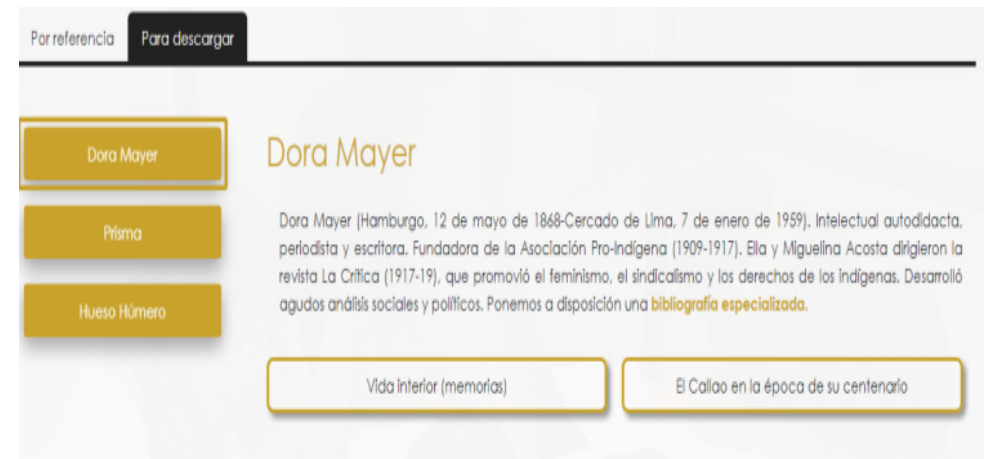 Por referencia
Para descargar
Dora Mayer
Prisma
Hueso Húmero
Dora Mayer
Dora Mayer (Hamburgo, 12 de mayo de 1868-Cercado de Lima, 7 de enero de 1959). Intelectual autodidacta,
periodista y escritora. Fundadora de la Asociación Pro-Indígena (1909-1917). Ella y Miguelina Acosta dirigieron la
revista La Crítica (1917-19), que promovió el feminismo, el sindicalismo y los derechos de los indígenas. Desarrolló
agudos análisis sociales y políticos. Ponemos a disposición una bibliografía especializada.
Vida interior (memorias)
El Callao en la época de su centenario